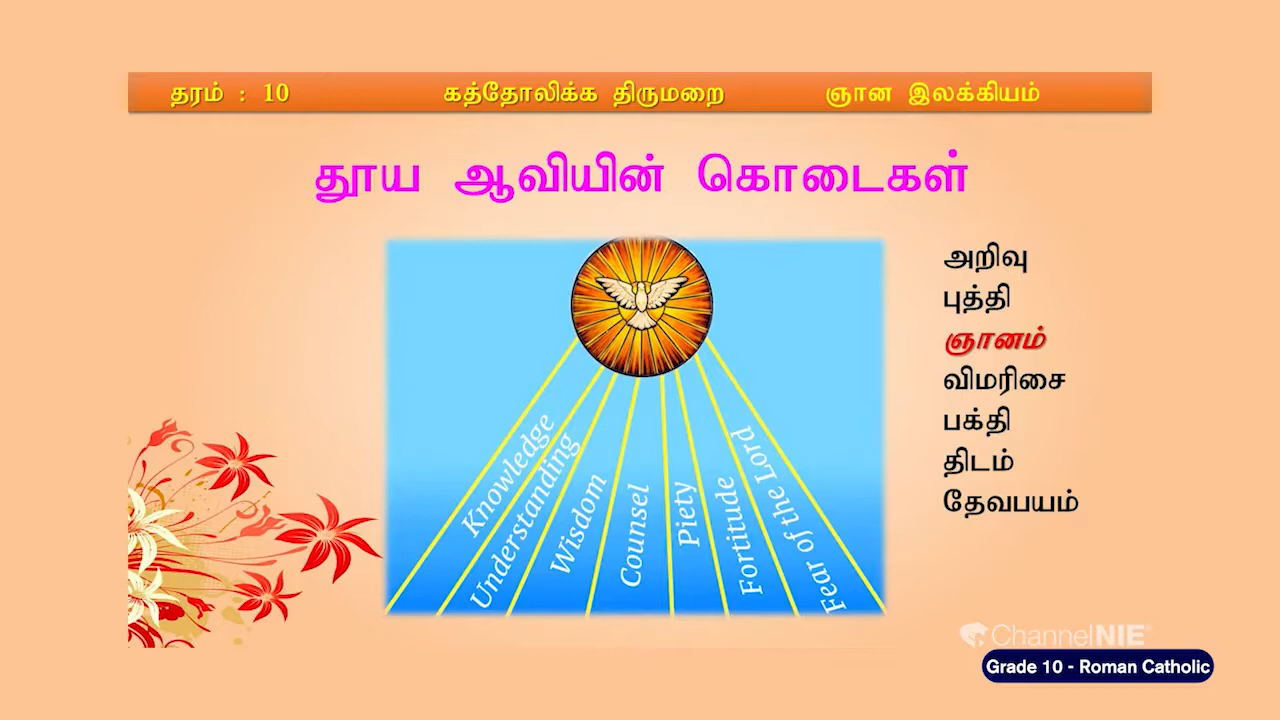 தரம் : 10 கத்தோலிக்க திருமறை ஞான இலக்கியம்
தூய ஆவியின் கொடைகள்
Knowledge
Understanding
Wisdom
Counsel
Piety
Fortitude
Fear of the Lord
அறிவு
புத்தி
ஞானம்
விமரிசை
பக்தி
திடம்
தேவபயம்
ChannelNIE
Grade 10 - Roman Catholic